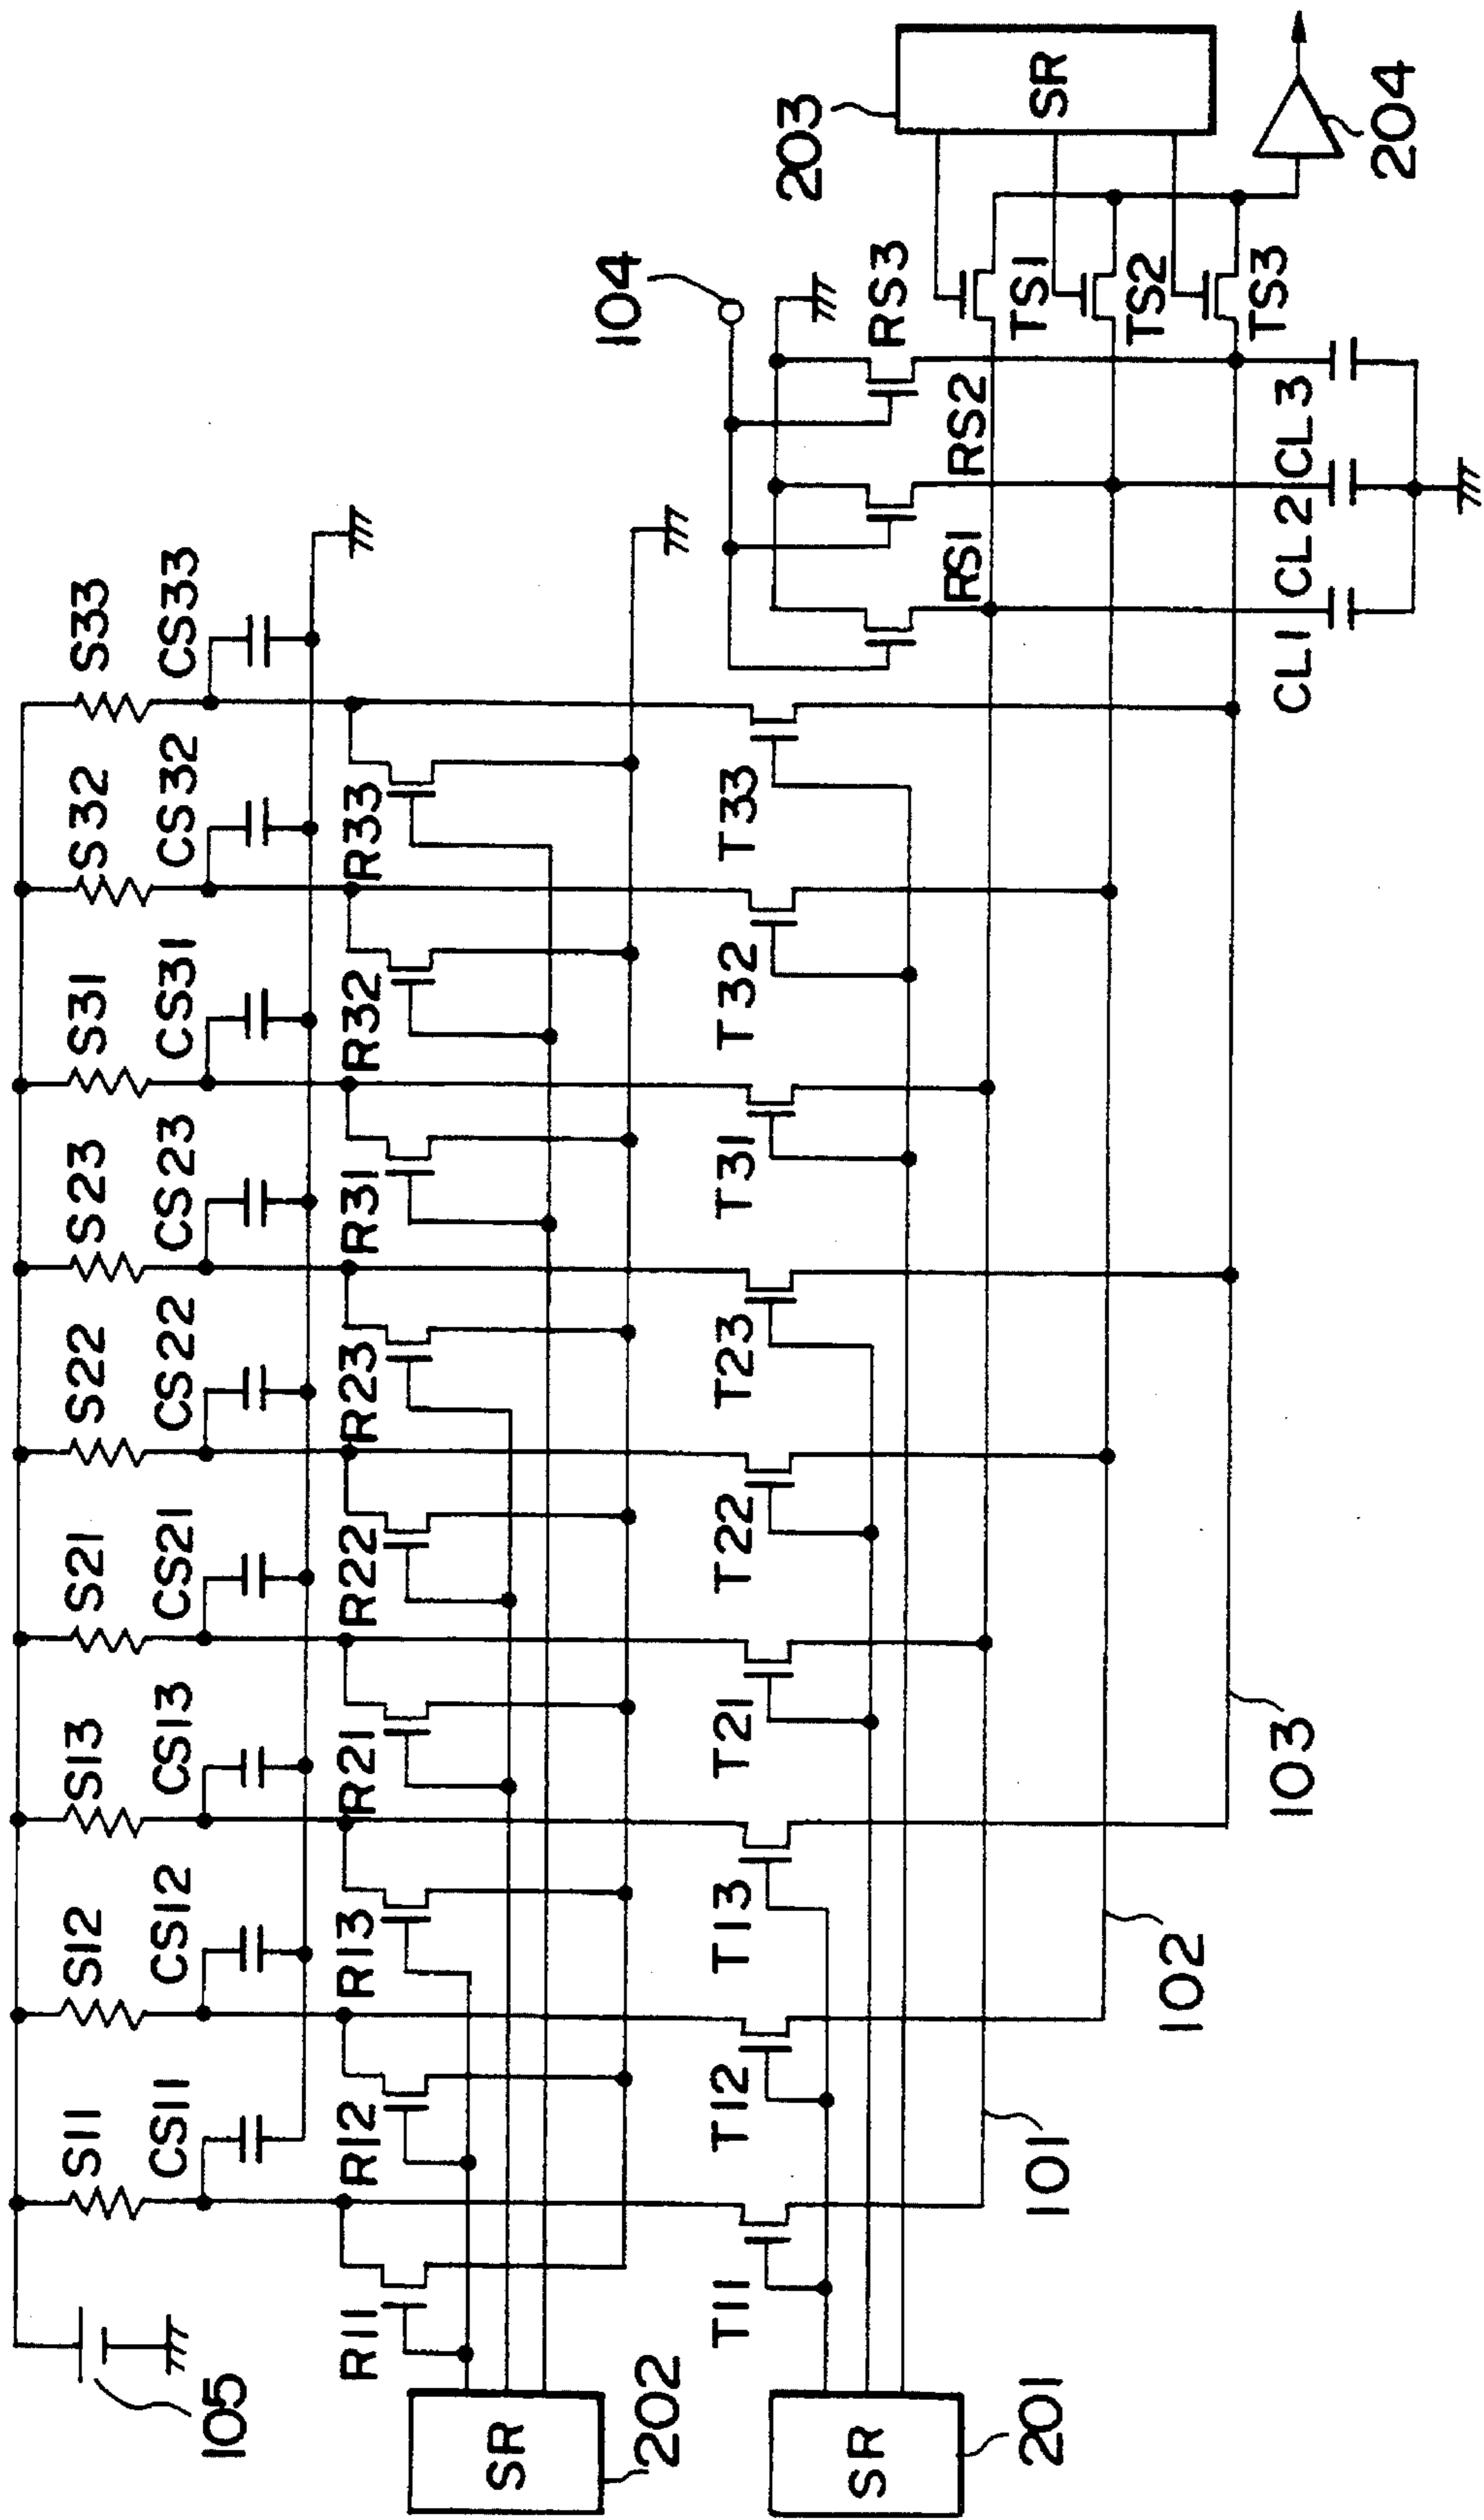 S11 S12 S13 S21 S22 S23 S31 S32 S33
CS11 CS12 CS13 CS21 CS22 CS23 CS31 CS32 CS33
105
R11 R12 R13 R21 R22 R23 R31 R32 R33
SR
202
104
T11 T12 T13 T21 T22 T23 T31 T32 T33
203
SR
201
SR
RS1 RS2 RS3
101
TS1
102
TS2
103
TS3
CL1 CL2 CL3
204